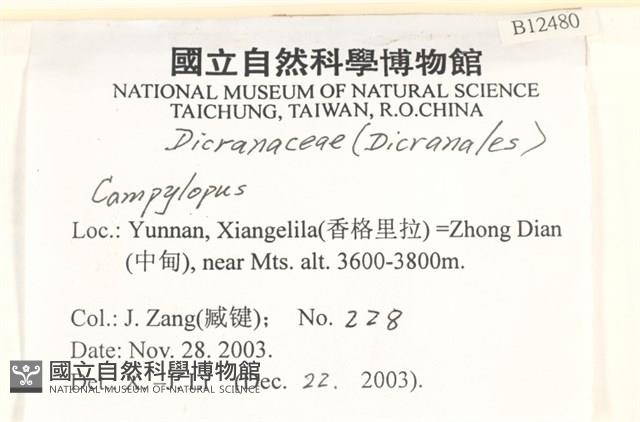 B12480
國立自然科學博物館
NATIONAL MUSEUM OF NATURAL SCIENCE
TAICHUNG, TAIWAN, R.O.CHINA
Dicranaceae (Dicranales)
Campylopus
Loc.: Yunnan, Xiangelila(香格里拉) =Zhong Dian
(中甸), near Mts. alt. 3600-3800m.
Col.: J. Zang(臧键); No. 228
Date: Nov. 28. 2003.
Det.: (Dec. 22. 2003).
國立自然科學博物館
NATIONAL MUSEUM OF NATURAL SCIENCE